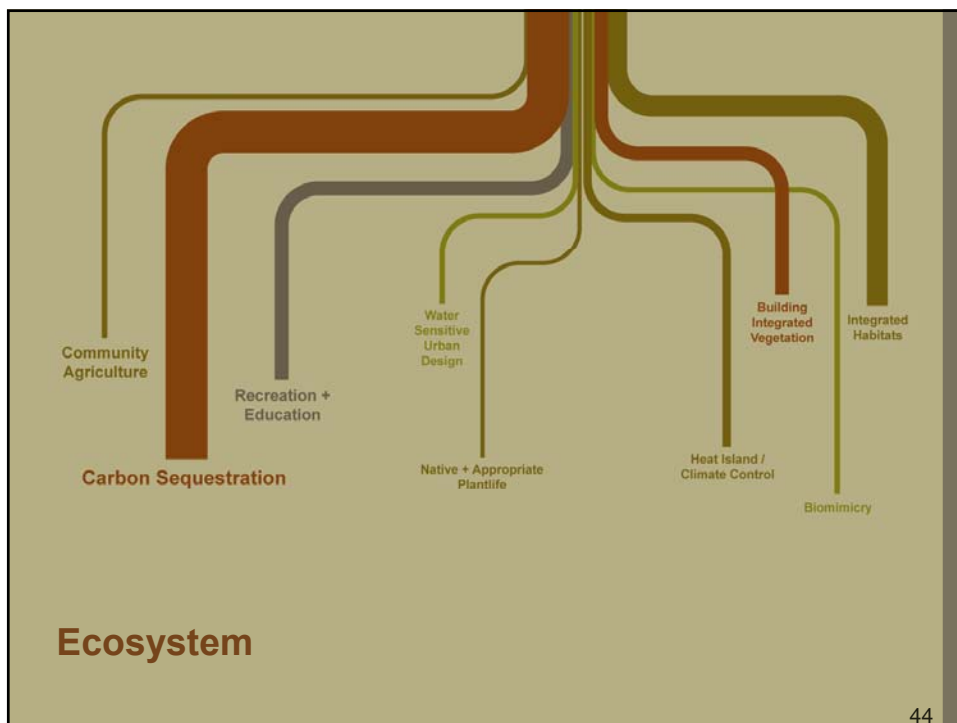 Community
Agriculture
Carbon Sequestration
Recreation +
Education
Water
Sensitive
Urban
Design
Native + Appropriate
Plantlife
Heat Island /
Climate Control
Building
Integrated
Vegetation
Biomimicry
Integrated
Habitats
Ecosystem
44